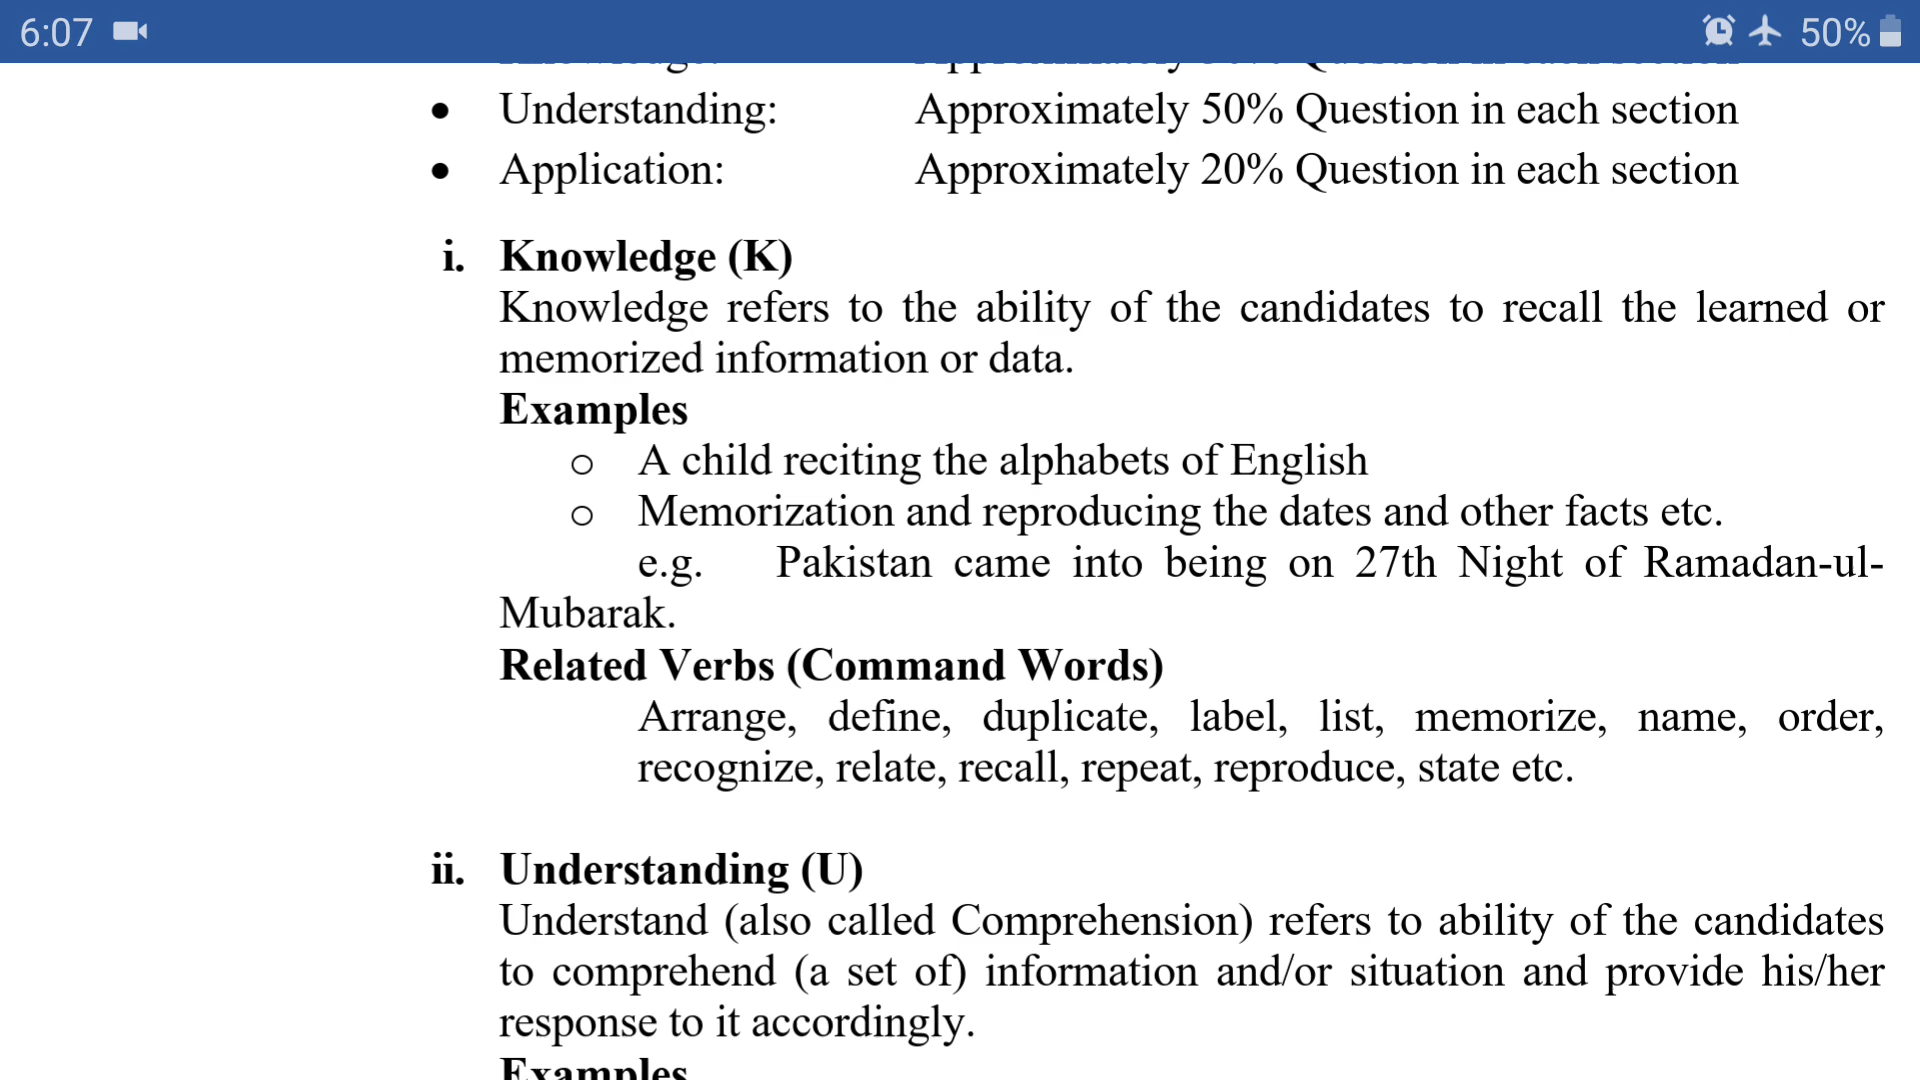 6:07 50%
• Understanding: Approximately 50% Question in each section
• Application: Approximately 20% Question in each section
i. Knowledge (K)
Knowledge refers to the ability of the candidates to recall the learned or
memorized information or data.
Examples
o A child reciting the alphabets of English
o Memorization and reproducing the dates and other facts etc.
e.g. Pakistan came into being on 27th Night of Ramadan-ul-
Mubarak.
Related Verbs (Command Words)
Arrange, define, duplicate, label, list, memorize, name, order,
recognize, relate, recall, repeat, reproduce, state etc.
ii. Understanding (U)
Understand (also called Comprehension) refers to ability of the candidates
to comprehend (a set of) information and/or situation and provide his/her
response to it accordingly.
Examples